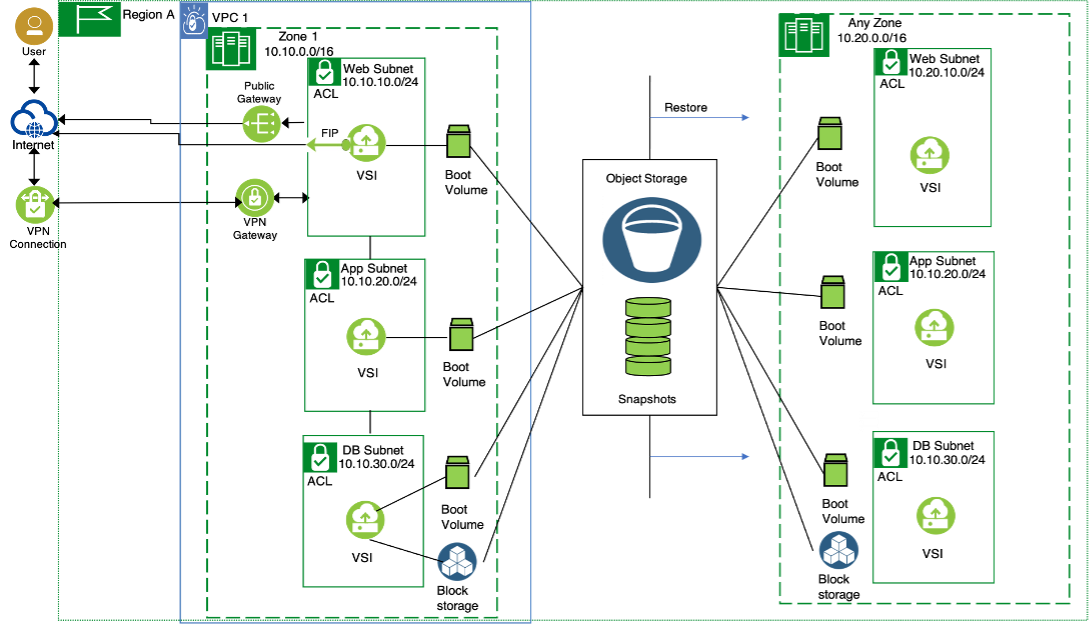 User
Internet
VPN
Connection
Region A
VPC 1
Zone 1
10.10.0.0/16
Public
Gateway
FIP
VPN
Gateway
Web Subnet
10.10.10.0/24
ACL
VSI
Boot
Volume
App Subnet
10.10.20.0/24
ACL
VSI
Boot
Volume
DB Subnet
10.10.30.0/24
ACL
VSI
Boot
Volume
Block
storage
Restore
Object Storage
Snapshots
Any Zone
10.20.0.0/16
Boot
Volume
Web Subnet
10.20.10.0/24
ACL
VSI
Boot
Volume
App Subnet
10.10.20.0/24
ACL
VSI
Boot
Volume
Block
storage
DB Subnet
10.10.30.0/24
ACL
VSI